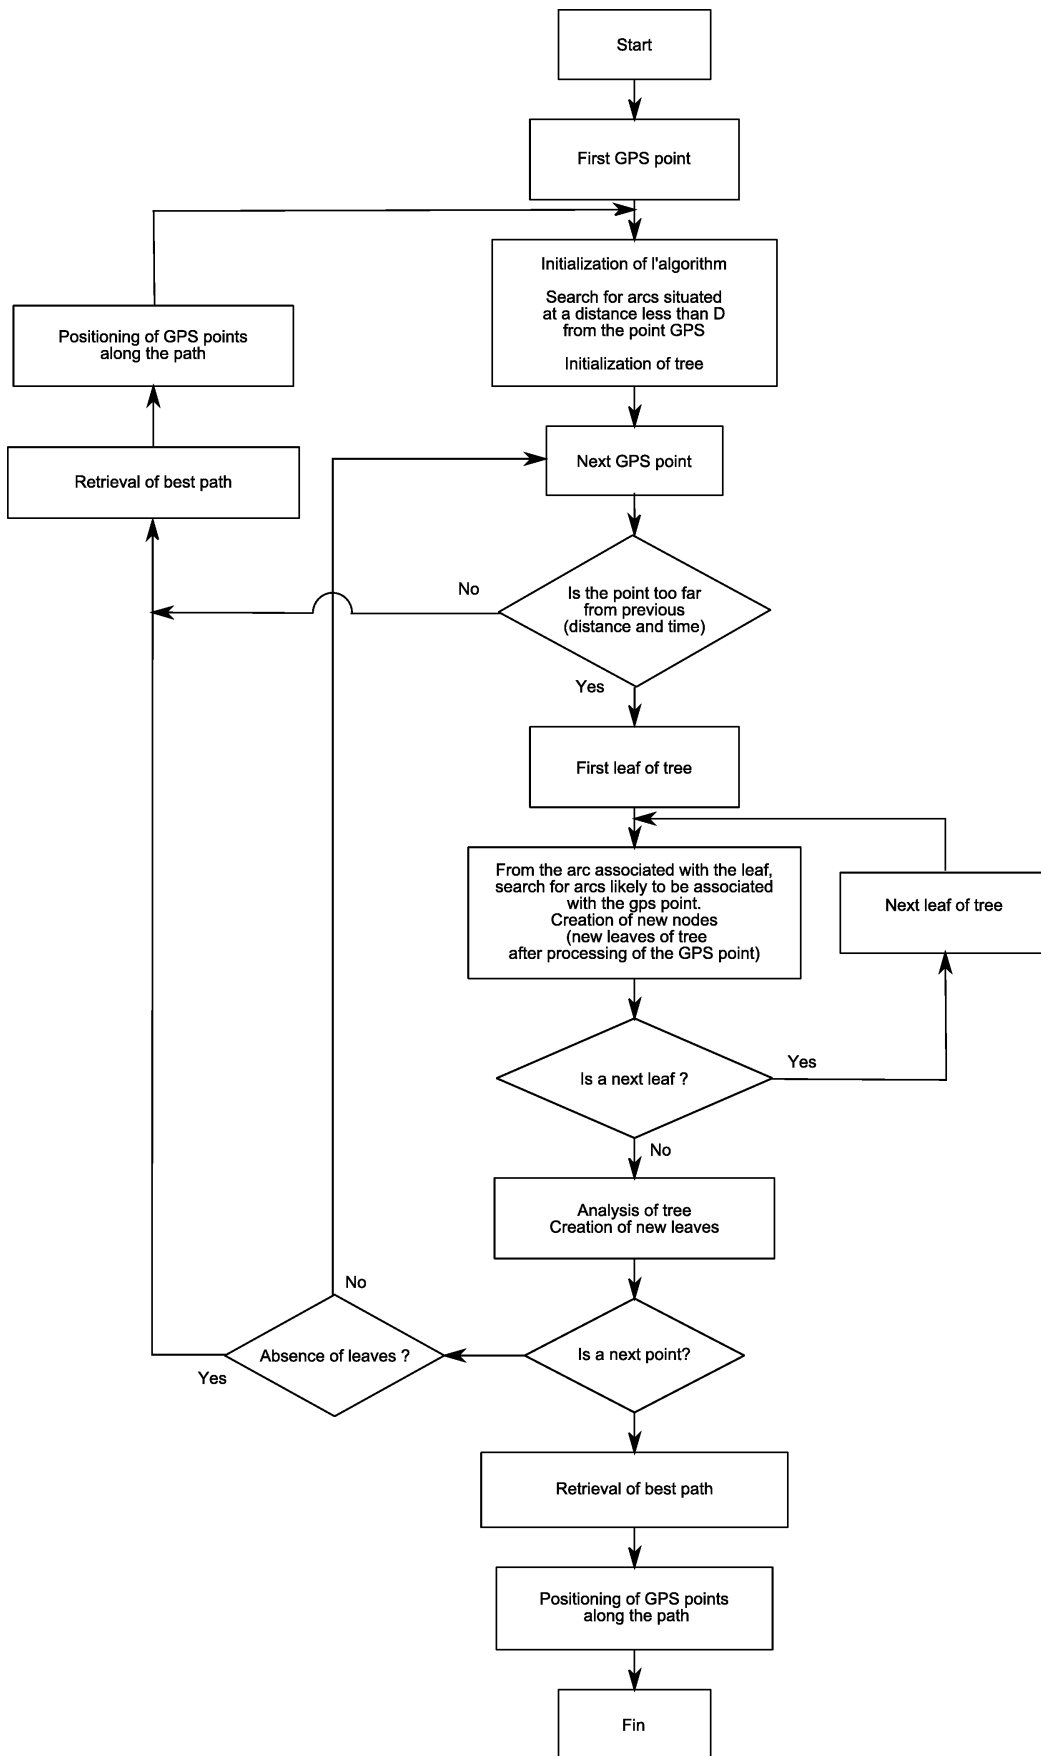 Start
First GPS point
Initialization of l'algorithm
Search for arcs situated
at a distance less than D
from the point GPS
Initialization of tree
Positioning of GPS points
along the path
Retrieval of best path
Next GPS point
No
Is the point too far
from previous
(distance and time)
Yes
First leaf of tree
From the arc associated with the leaf,
search for arcs likely to be associated
with the gps point.
Creation of new nodes
(new leaves of tree
after processing of the GPS point)
Next leaf of tree
Is a next leaf ?
Yes
No
Analysis of tree
Creation of new leaves
No
Absence of leaves ?
Yes
Is a next point?
Retrieval of best path
Positioning of GPS points
along the path
Fin